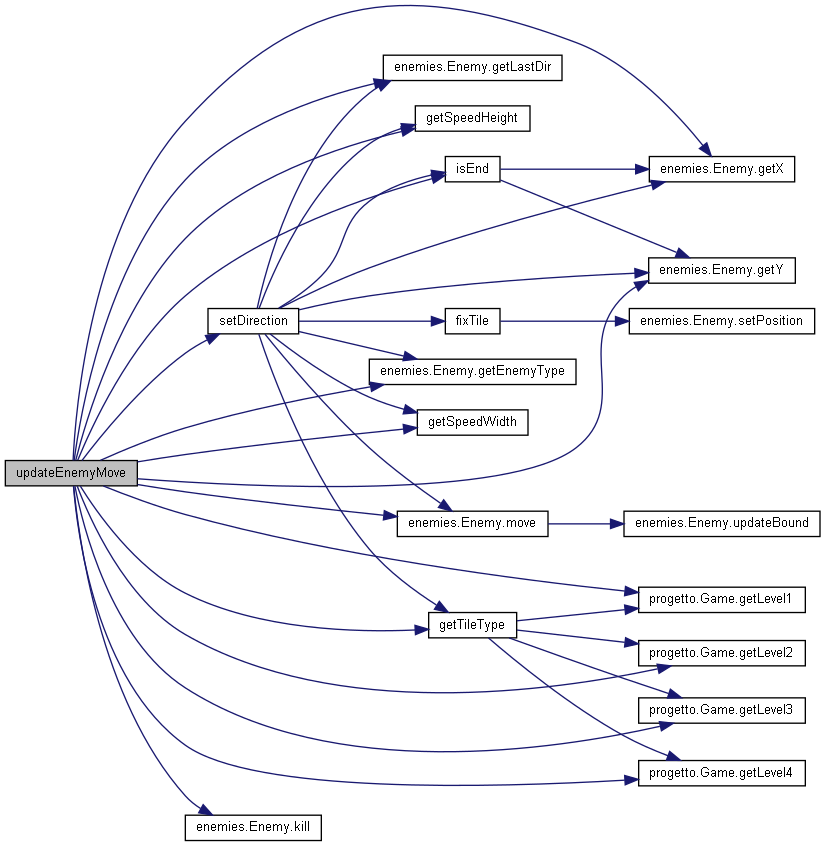 enemies.Enemy.getLastDir
getSpeedHeight
isEnd
enemies.Enemy.getX
enemies.Enemy.getY
setDirection
fixTile
enemies.Enemy.setPosition
enemies.Enemy.getEnemyType
getSpeedWidth
updateEnemyMove
enemies.Enemy.move
enemies.Enemy.updateBound
progetto.Game.getLevel1
getTileType
progetto.Game.getLevel2
progetto.Game.getLevel3
progetto.Game.getLevel4
enemies.Enemy.kill